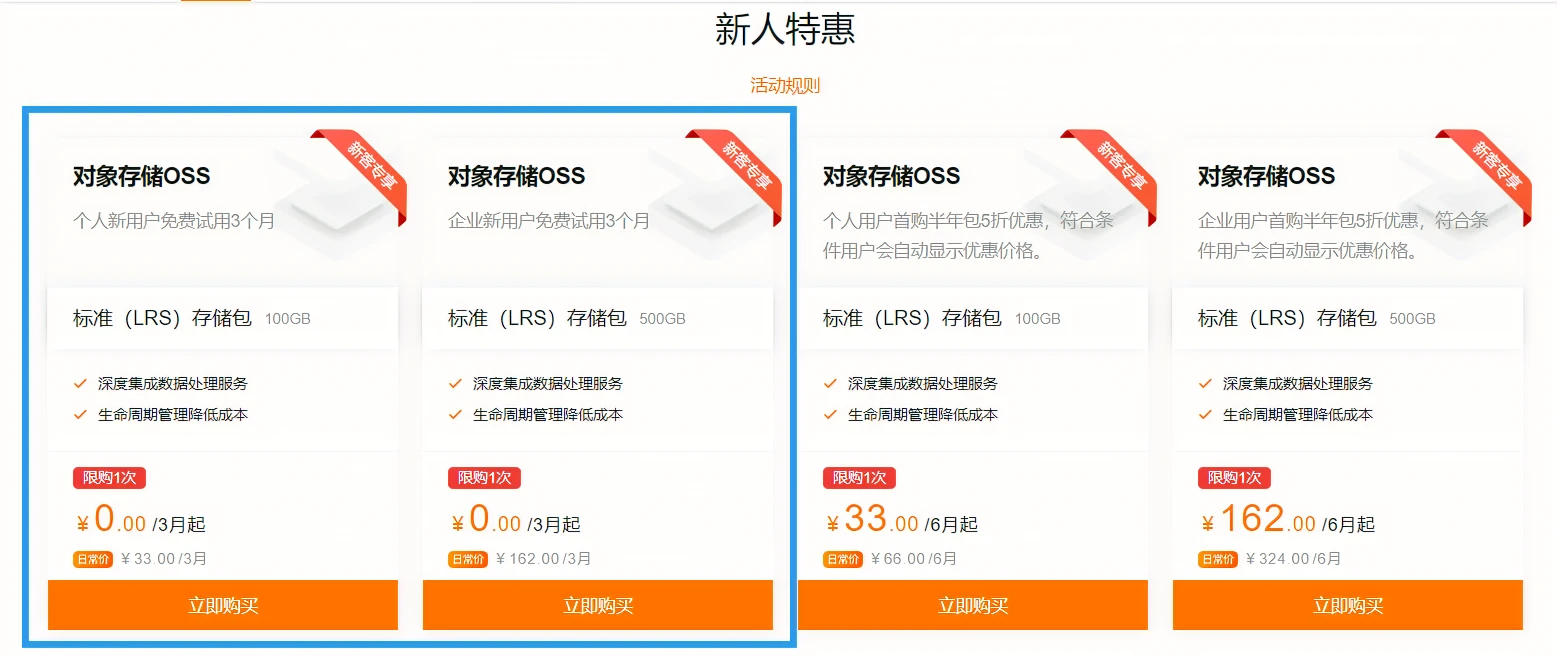 新人特惠
活动规则
新客专享
对象存储OSS
个人新用户免费试用3个月
标准（LRS）存储包 100GB
深度集成数据处理服务
生命周期管理降低成本
限购1次
¥0.00 /3月起
日常价 ¥33.00/3月
立即购买
新客专享
对象存储OSS
企业新用户免费试用3个月
标准（LRS）存储包 500GB
深度集成数据处理服务
生命周期管理降低成本
限购1次
¥0.00 /3月起
日常价 ¥162.00/3月
立即购买
新客专享
对象存储OSS
个人用户首购半年包5折优惠，符合条
件用户会自动显示优惠价格。
标准（LRS）存储包 100GB
深度集成数据处理服务
生命周期管理降低成本
限购1次
¥33.00 /6月起
日常价 ¥66.00/6月
立即购买
新客专享
对象存储OSS
企业用户首购半年包5折优惠，符合条
件用户会自动显示优惠价格。
标准（LRS）存储包 500GB
深度集成数据处理服务
生命周期管理降低成本
限购1次
¥162.00 /6月起
日常价 ¥324.00/6月
立即购买